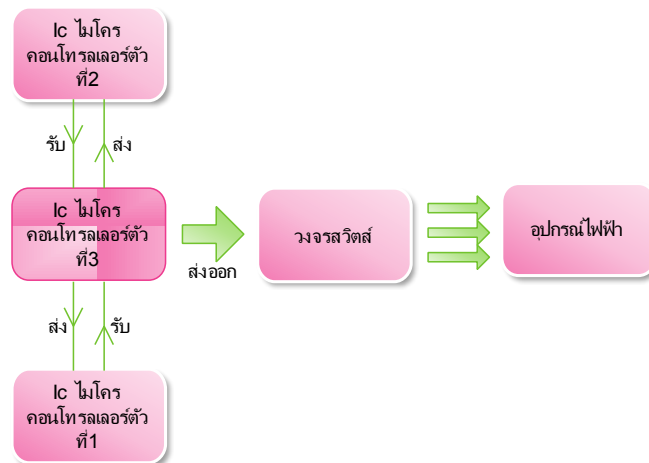 Ic ไมโคร
คอนโทรลเลอร์ตัว
ที่2
รับ
ส่ง
Ic ไมโคร
คอนโทรลเลอร์ตัว
ที่3
ส่งออก
วงจรสวิตส์
อุปกรณ์ไฟฟ้า
ส่ง
รับ
Ic ไมโคร
คอนโทรลเลอร์ตัว
ที่1